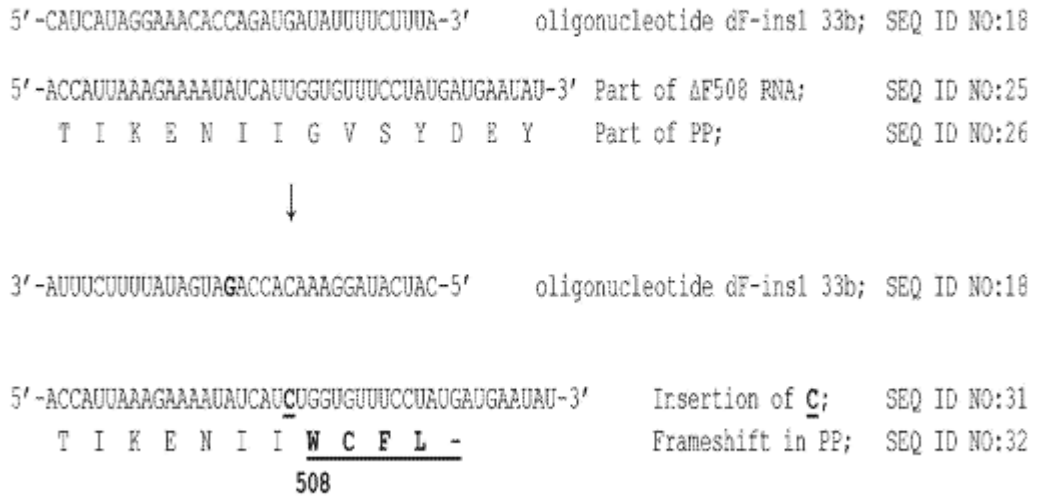 5'-CAUCAUAGGAAACACCAGAUGAUAUUUUCUUUA-3' oligonucleotide dF-ins1 33b; SEQ ID NO:18
5'-ACCAUUAAAGAAAAUAUCAUUGGUGUUUCCUAUGAUGAAUAU-3' Part of ΔF508 RNA; SEQ ID NO:25
T I K E N I I G V S Y D E Y Part of PP; SEQ ID NO:26
↓
3'-AUUUCUUUUAUAGUAGACCACAAAGGAUACUAC-5' oligonucleotide dF-ins1 33b; SEQ ID NO:18
5'-ACCAUUAAAGAAAAUAUCAUCUGGUGUUUCCUAUGAUGAAUAU-3' Insertion of C; SEQ ID NO:31
T I K E N I I W C F L - Frameshift in PP; SEQ ID NO:32
508